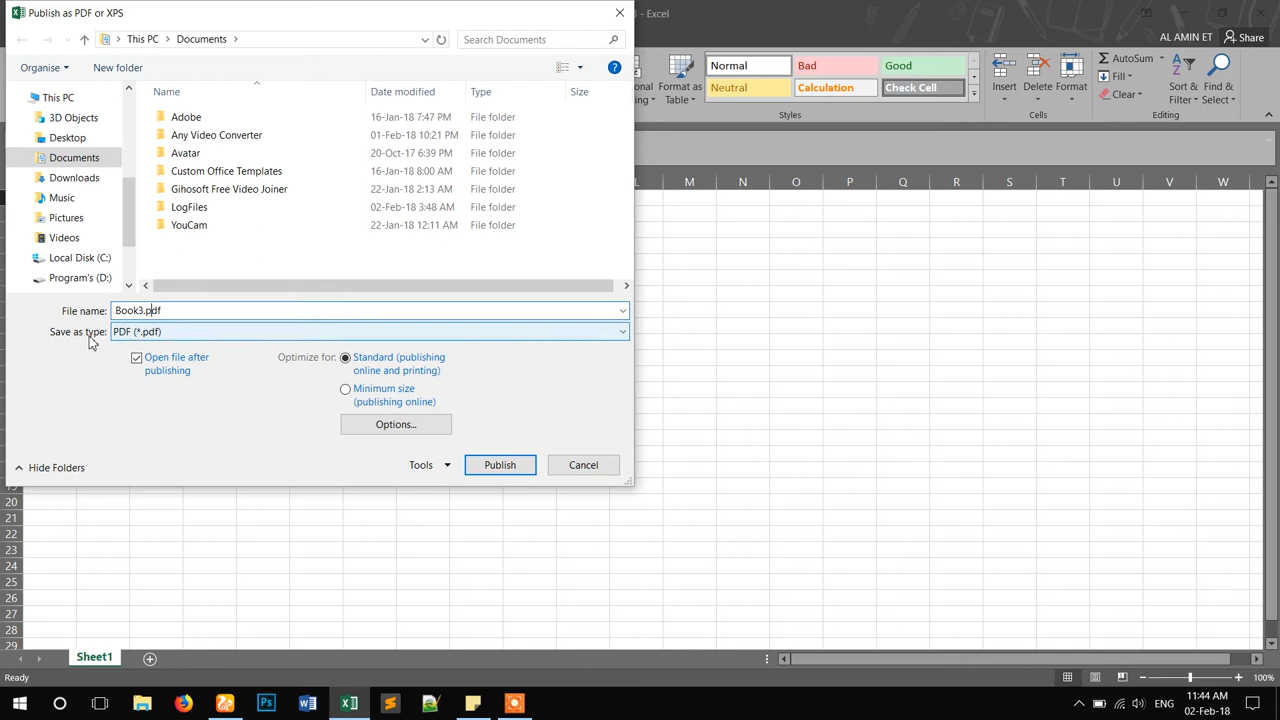 Publish as PDF or XPS
- Excel
AL AMIN ET
Share
This PC
Documents
Search Documents
Organise
New folder
?
Name
Date modified
Type
Size
This PC
3D Objects
Desktop
Documents
Downloads
Music
Pictures
Videos
Local Disk (C:)
Program's (D:)
Adobe 16-Jan-18 7:47 PM File folder
Any Video Converter 01-Feb-18 10:21 PM File folder
Avatar 20-Oct-17 6:39 PM File folder
Custom Office Templates 16-Jan-18 8:00 AM File folder
Gihosoft Free Video Joiner 22-Jan-18 2:13 AM File folder
LogFiles 02-Feb-18 3:48 AM File folder
YouCam 22-Jan-18 12:11 AM File folder
File name: Book3.pdf
Save as type: PDF (*.pdf)
Open file after
publishing
Optimize for:
Standard (publishing
online and printing)
Minimum size
(publishing online)
Options...
Hide Folders
Tools
Publish
Cancel
Format as
Table
Normal
Bad
Good
Neutral
Calculation
Check Cell
Styles
Insert
Delete
Format
Cells
AutoSum
Fill
Clear
Sort &
Filter
Find &
Select
Editing
M N O P Q R S T U V W
20
21
22
23
24
25
26
27
28
29
Sheet1
Ready
100%
Ps
ENG
11:44 AM
02-Feb-18